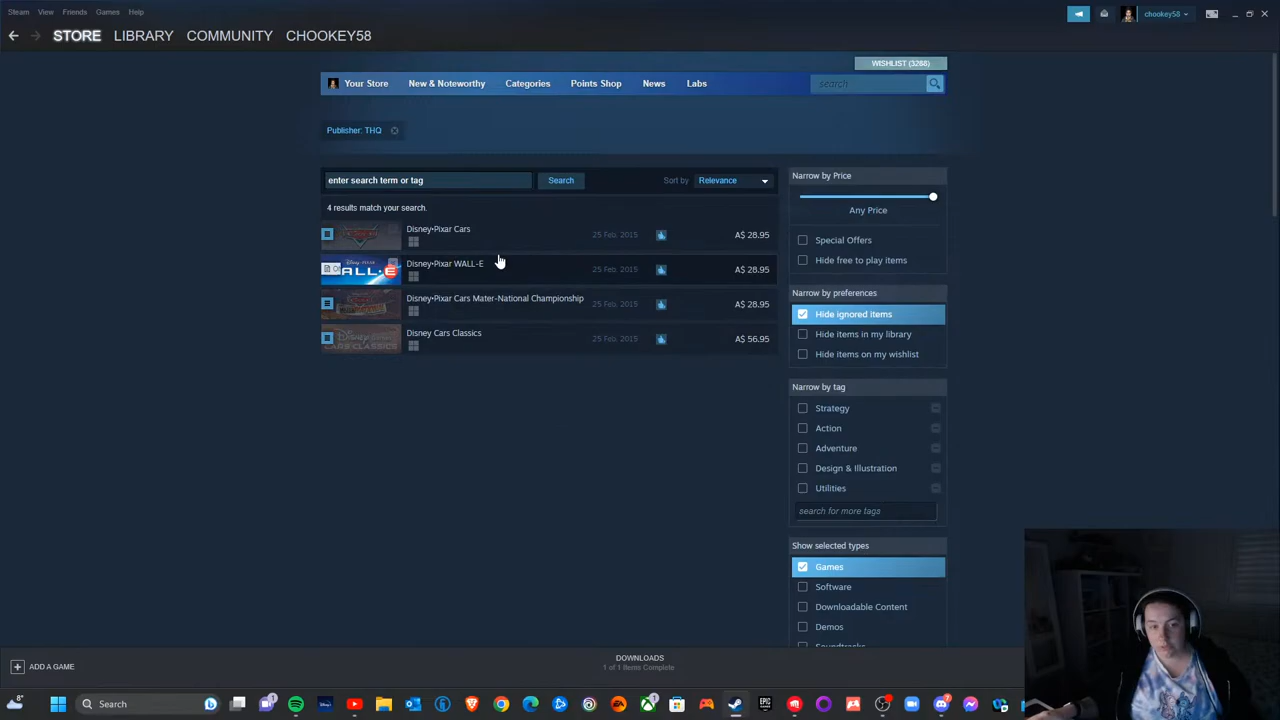 Steam View Friends Games Help
chookey58
STORE LIBRARY COMMUNITY CHOOKEY58
WISHLIST (3288)
Your Store New & Noteworthy Categories Points Shop News Labs search
Publisher: THQ
enter search term or tag Search Sort by Relevance
4 results match your search.
Disney•Pixar Cars 25 Feb, 2015 A$ 28.95
Disney•Pixar WALL-E 25 Feb, 2015 A$ 28.95
Disney•Pixar Cars Mater-National Championship 25 Feb, 2015 A$ 28.95
Disney Cars Classics 25 Feb, 2015 A$ 56.95
Narrow by Price
Any Price
Special Offers
Hide free to play items
Narrow by preferences
Hide ignored items
Hide items in my library
Hide items on my wishlist
Narrow by tag
Strategy
Action
Adventure
Design & Illustration
Utilities
search for more tags
Show selected types
Games
Software
Downloadable Content
Demos
Soundtracks
ADD A GAME
DOWNLOADS
1 of 1 Items Complete
8° Search